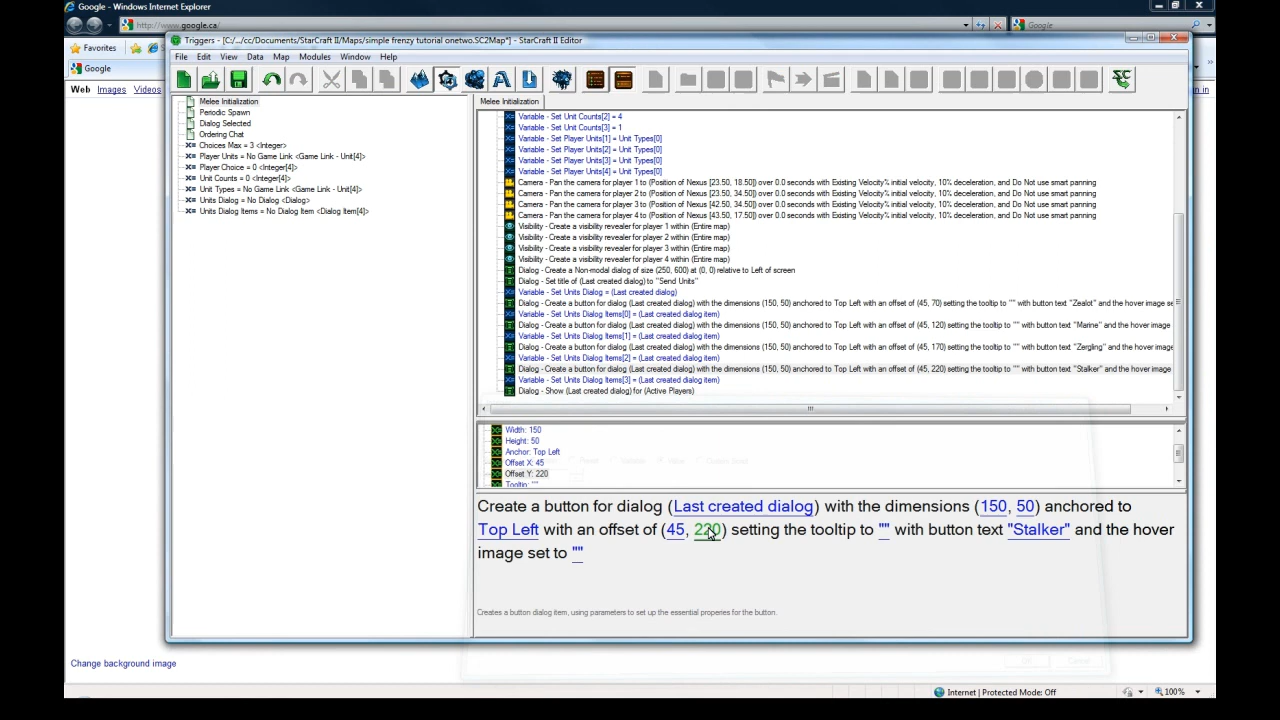 Google - Windows Internet Explorer
http://www.google.ca/
Google
Favorites
Google
Web Images Videos
Triggers - [C:/.../cc/Documents/StarCraft II/Maps/simple frenzy tutorial onetwo.SC2Map*] - StarCraft II Editor
File Edit View Data Map Modules Window Help
Melee Initialization
Periodic Spawn
Dialog Selected
Ordering Chat
Choices Max = 3 <Integer>
Player Units = No Game Link <Game Link - Unit[4]>
Player Choice = 0 <Integer[4]>
Unit Counts = 0 <Integer[4]>
Unit Types = No Game Link <Game Link - Unit[4]>
Units Dialog = No Dialog <Dialog>
Units Dialog Items = No Dialog Item <Dialog Item[4]>
Melee Initialization
Variable - Set Unit Counts[2] = 4
Variable - Set Unit Counts[3] = 1
Variable - Set Player Units[1] = Unit Types[0]
Variable - Set Player Units[2] = Unit Types[0]
Variable - Set Player Units[3] = Unit Types[0]
Variable - Set Player Units[4] = Unit Types[0]
Camera - Pan the camera for player 1 to (Position of Nexus [23.50, 18.50]) over 0.0 seconds with Existing Velocity% initial velocity, 10% deceleration, and Do Not use smart panning
Camera - Pan the camera for player 2 to (Position of Nexus [23.50, 34.50]) over 0.0 seconds with Existing Velocity% initial velocity, 10% deceleration, and Do Not use smart panning
Camera - Pan the camera for player 3 to (Position of Nexus [42.50, 34.50]) over 0.0 seconds with Existing Velocity% initial velocity, 10% deceleration, and Do Not use smart panning
Camera - Pan the camera for player 4 to (Position of Nexus [43.50, 17.50]) over 0.0 seconds with Existing Velocity% initial velocity, 10% deceleration, and Do Not use smart panning
Visibility - Create a visibility revealer for player 1 within (Entire map)
Visibility - Create a visibility revealer for player 2 within (Entire map)
Visibility - Create a visibility revealer for player 3 within (Entire map)
Visibility - Create a visibility revealer for player 4 within (Entire map)
Dialog - Create a Non-modal dialog of size (250, 600) at (0, 0) relative to Left of screen
Dialog - Set title of (Last created dialog) to "Send Units"
Variable - Set Units Dialog = (Last created dialog)
Dialog - Create a button for dialog (Last created dialog) with the dimensions (150, 50) anchored to Top Left with an offset of (45, 70) setting the tooltip to "" with button text "Zealot" and the hover image se
Variable - Set Units Dialog Items[0] = (Last created dialog item)
Dialog - Create a button for dialog (Last created dialog) with the dimensions (150, 50) anchored to Top Left with an offset of (45, 120) setting the tooltip to "" with button text "Marine" and the hover image
Variable - Set Units Dialog Items[1] = (Last created dialog item)
Dialog - Create a button for dialog (Last created dialog) with the dimensions (150, 50) anchored to Top Left with an offset of (45, 170) setting the tooltip to "" with button text "Zergling" and the hover image
Variable - Set Units Dialog Items[2] = (Last created dialog item)
Dialog - Create a button for dialog (Last created dialog) with the dimensions (150, 50) anchored to Top Left with an offset of (45, 220) setting the tooltip to "" with button text "Stalker" and the hover image
Variable - Set Units Dialog Items[3] = (Last created dialog item)
Dialog - Show (Last created dialog) for (Active Players)
Width: 150
Height: 50
Anchor: Top Left
Offset X: 45
Offset Y: 220
Tooltip: ""
Create a button for dialog (Last created dialog) with the dimensions (150, 50) anchored to
Top Left with an offset of (45, 220) setting the tooltip to "" with button text "Stalker" and the hover
image set to ""
Creates a button dialog item, using parameters to set up the essential properies for the button.
Change background image
Internet | Protected Mode: Off
100%